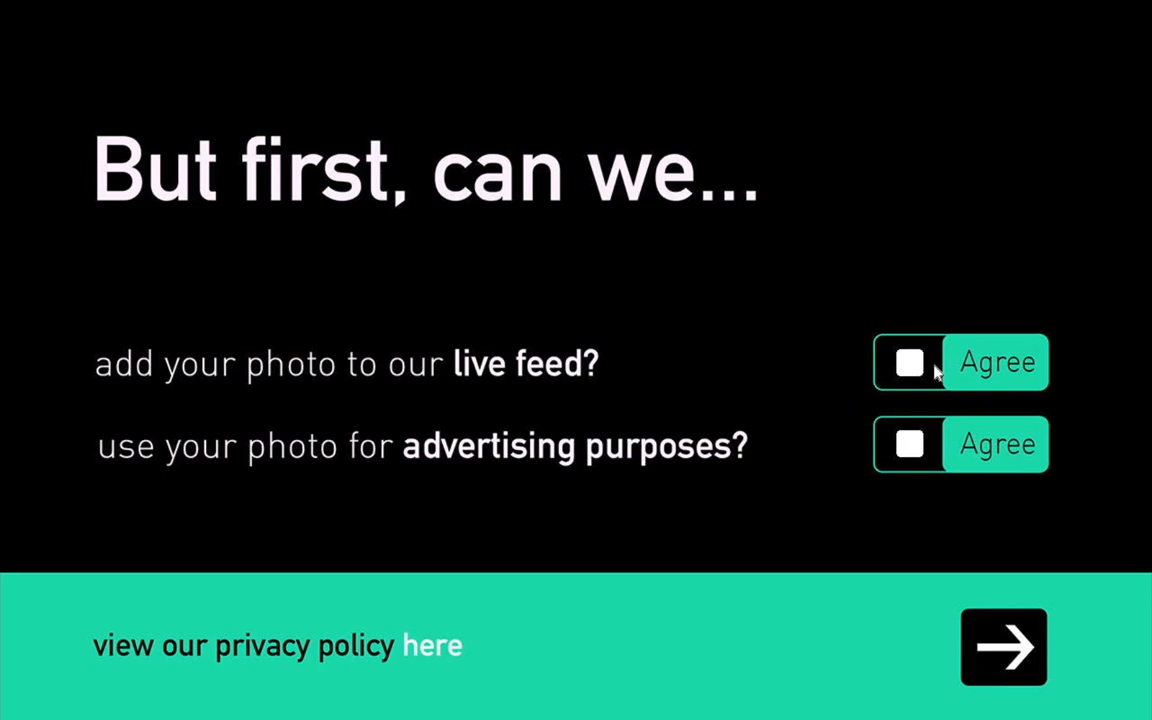 But first, can we...
add your photo to our live feed?
Agree
use your photo for advertising purposes?
Agree
view our privacy policy here